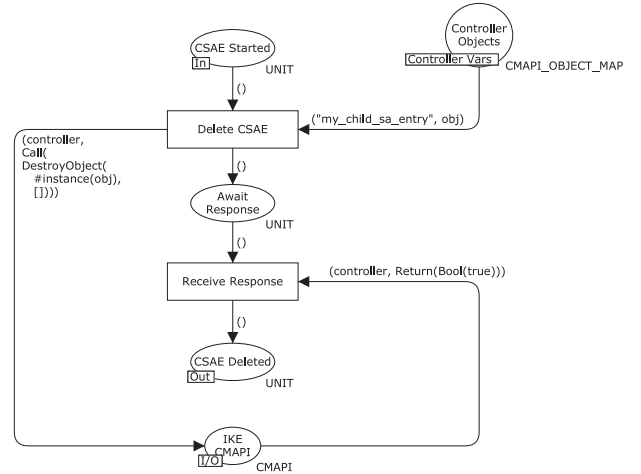 CSAE Started
In
UNIT
Controller
Objects
Controller Vars
CMAPI_OBJECT_MAP
()
Delete CSAE
("my_child_sa_entry", obj)
(controller,
Call(
DestroyObject(
#instance(obj),
[])))
()
Await
Response
UNIT
()
Receive Response
(controller, Return(Bool(true)))
()
CSAE Deleted
Out
UNIT
IKE
CMAPI
I/O
CMAPI